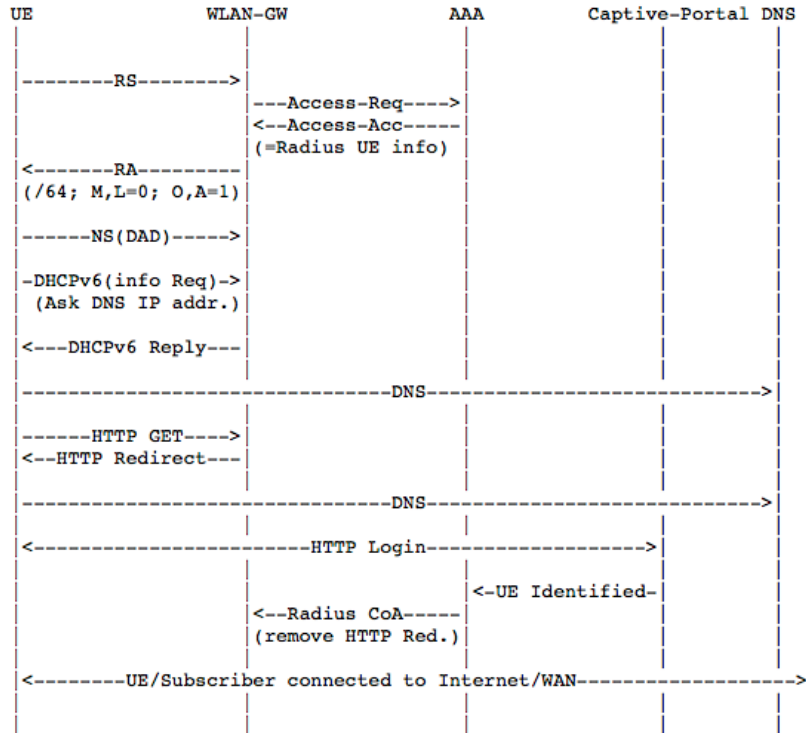 UE WLAN-GW AAA Captive-Portal DNS
|--------RS-------->|
|---Access-Req---->|
|<--Access-Acc-----|
|(=Radius UE info)|
|<-------RA---------|
|(/64; M,L=0; O,A=1)|
|------NS(DAD)----->|
|-DHCPv6(info Req)->|
(Ask DNS IP addr.)|
|<---DHCPv6 Reply---|
|--------------------------------DNS----------------------------->|
|------HTTP GET---->|
|<--HTTP Redirect---|
|--------------------------------DNS----------------------------->|
|<------------------------HTTP Login------------------->|
|<-UE Identified-|
|<--Radius CoA-----|
|(remove HTTP Red.)|
|<--------UE/Subscriber connected to Internet/WAN------------------->